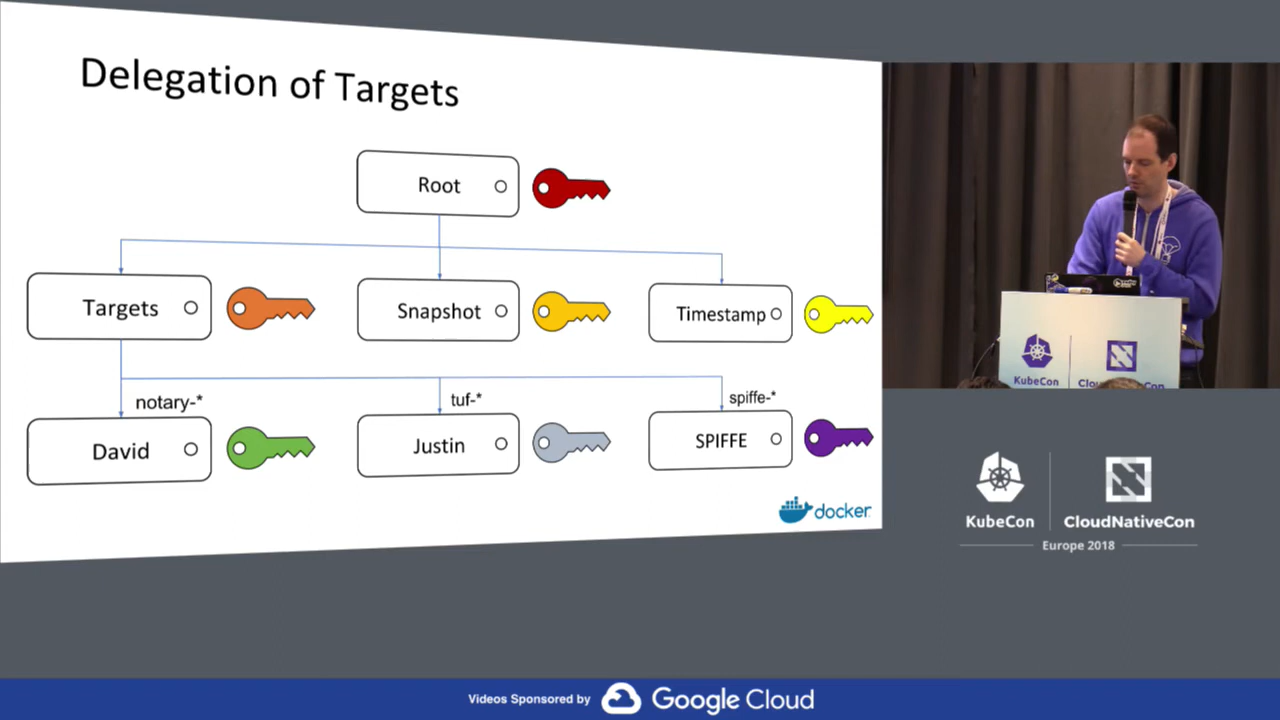 Delegation of Targets
Root
Targets
Snapshot
Timestamp
notary-*
tuf-*
spiffe-*
David
Justin
SPIFFE
docker
KubeCon
KubeCon
CloudNativeCon
Europe 2018
Videos Sponsored by Google Cloud